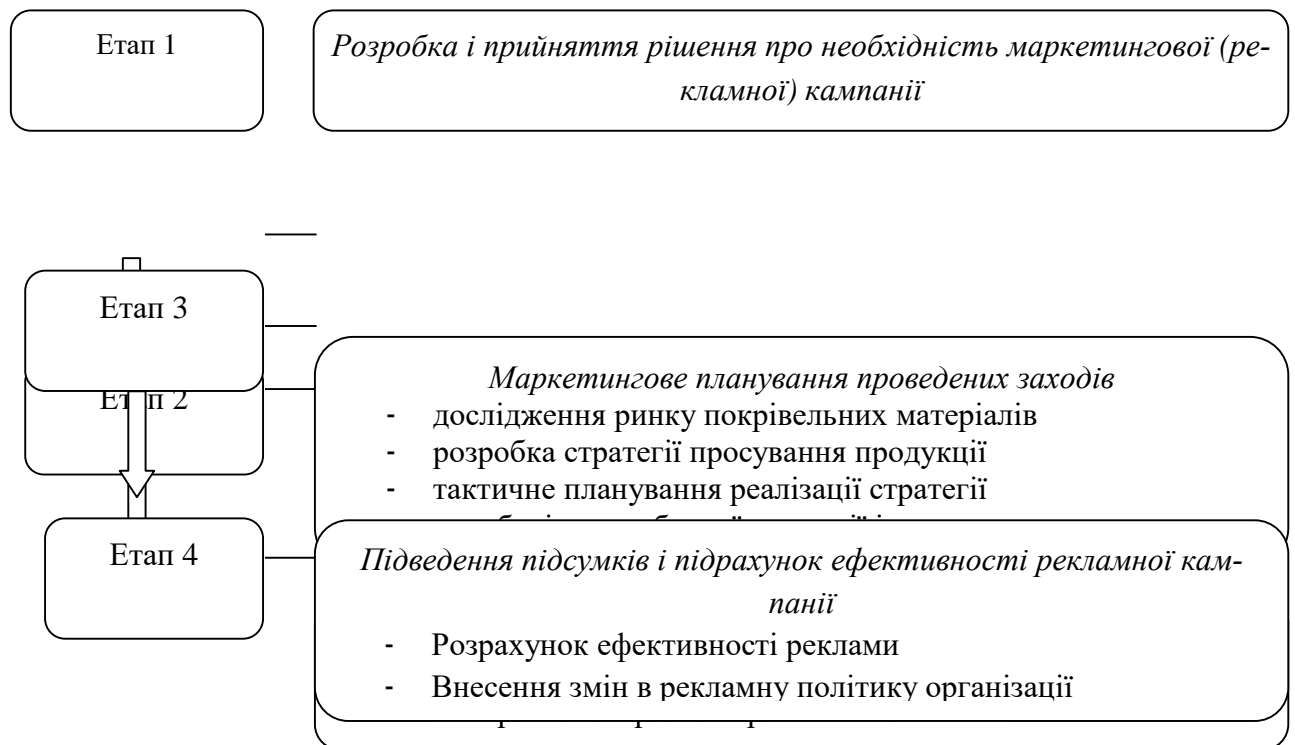 Етап 1
Розробка і прийняття рішення про необхідність маркетингової (ре-
кламної) кампанії
Етап 3
Етап 2
Маркетингове планування проведених заходів
- дослідження ринку покрівельних матеріалів
- розробка стратегії просування продукції
- тактичне планування реалізації стратегії
Етап 4
Підведення підсумків і підрахунок ефективності рекламної кам-
панії
- Розрахунок ефективності реклами
- Внесення змін в рекламну політику організації